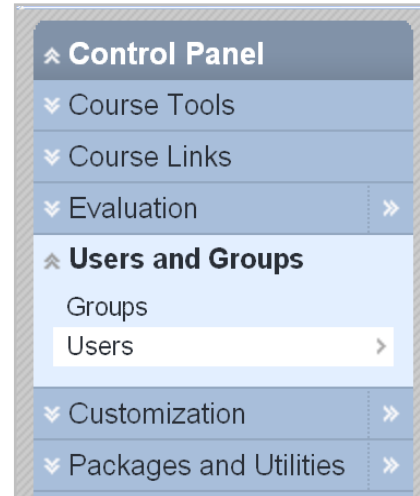 Control Panel
Course Tools
Course Links
Evaluation
Users and Groups
Groups
Users
Customization
Packages and Utilities